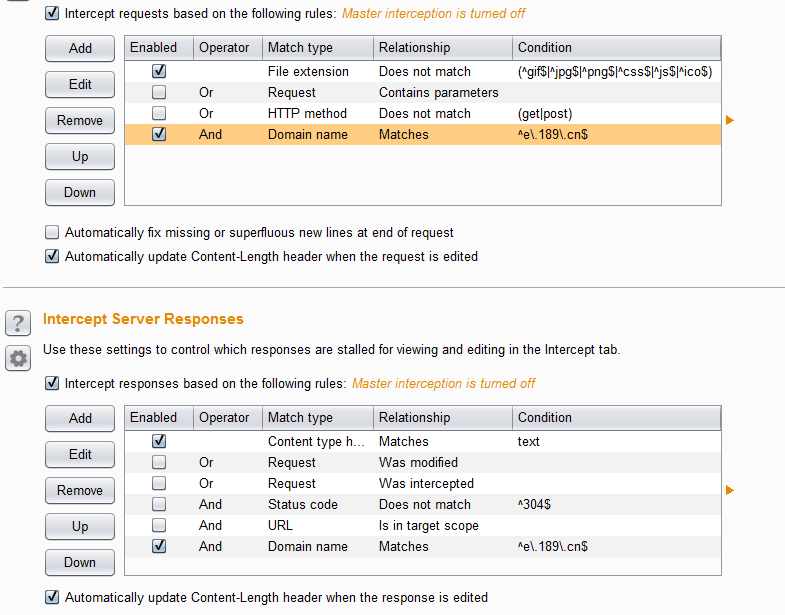 Intercept requests based on the following rules: Master interception is turned off
Add
Enabled Operator Match type Relationship Condition
File extension Does not match (^gif$|^jpg$|^png$|^css$|^js$|^ico$)
Edit
Or Request Contains parameters
Or HTTP method Does not match (get|post)
Remove
And Domain name Matches ^e\.189\.cn$
Up
Down
Automatically fix missing or superfluous new lines at end of request
Automatically update Content-Length header when the request is edited
?
Intercept Server Responses
Use these settings to control which responses are stalled for viewing and editing in the Intercept tab.
Intercept responses based on the following rules: Master interception is turned off
Add
Enabled Operator Match type Relationship Condition
Content type h... Matches text
Edit
Or Request Was modified
Or Request Was intercepted
Remove
And Status code Does not match ^304$
Up
And URL Is in target scope
And Domain name Matches ^e\.189\.cn$
Down
Automatically update Content-Length header when the response is edited